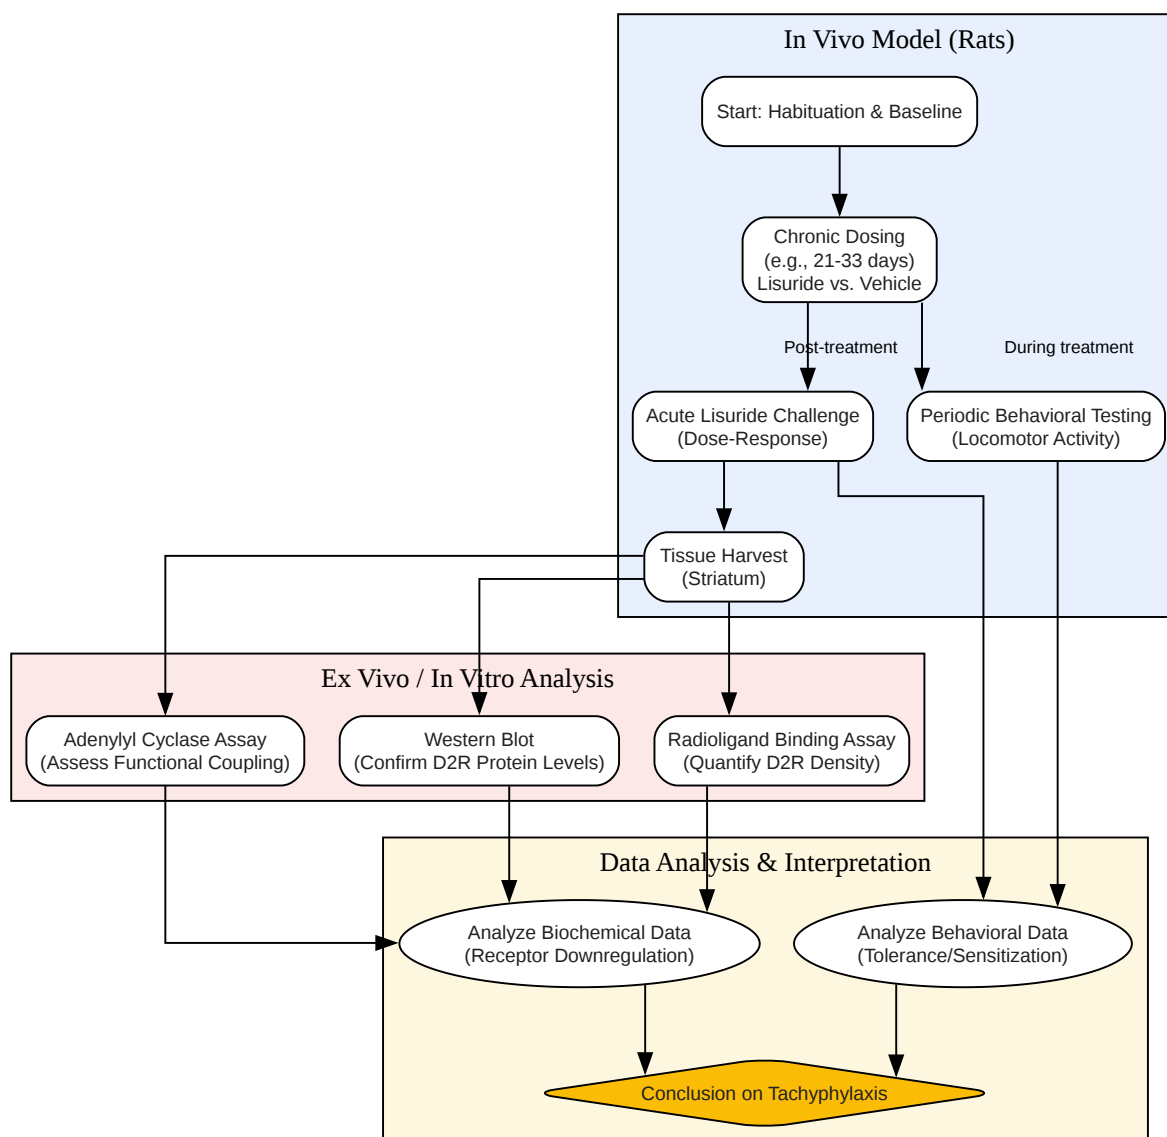 In Vivo Model (Rats)
Start: Habituation & Baseline
Chronic Dosing
(e.g., 21-33 days)
Lisuride vs. Vehicle
Post-treatment
During treatment
Acute Lisuride Challenge
(Dose-Response)
Periodic Behavioral Testing
(Locomotor Activity)
Tissue Harvest
(Striatum)
Ex Vivo / In Vitro Analysis
Adenylyl Cyclase Assay
(Assess Functional Coupling)
Western Blot
(Confirm D2R Protein Levels)
Radioligand Binding Assay
(Quantify D2R Density)
Data Analysis & Interpretation
Analyze Biochemical Data
(Receptor Downregulation)
Analyze Behavioral Data
(Tolerance/Sensitization)
Conclusion on Tachyphylaxis